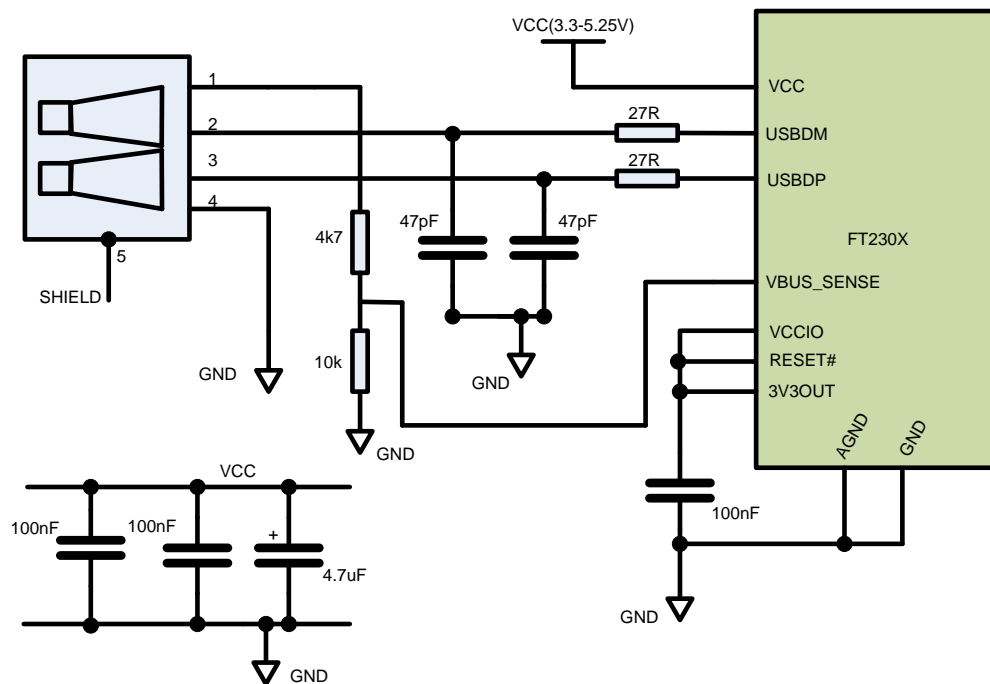 VCC(3.3-5.25V)
1
VCC
27R
2
USBDM
27R
3
USBDP
4
47pF
47pF
4k7
FT230X
5
SHIELD
VBUS_SENSE
VCCIO
10k
RESET#
GND
GND
3V3OUT
AGND
GND
GND
VCC
100nF
100nF
100nF
+
4.7uF
GND
GND